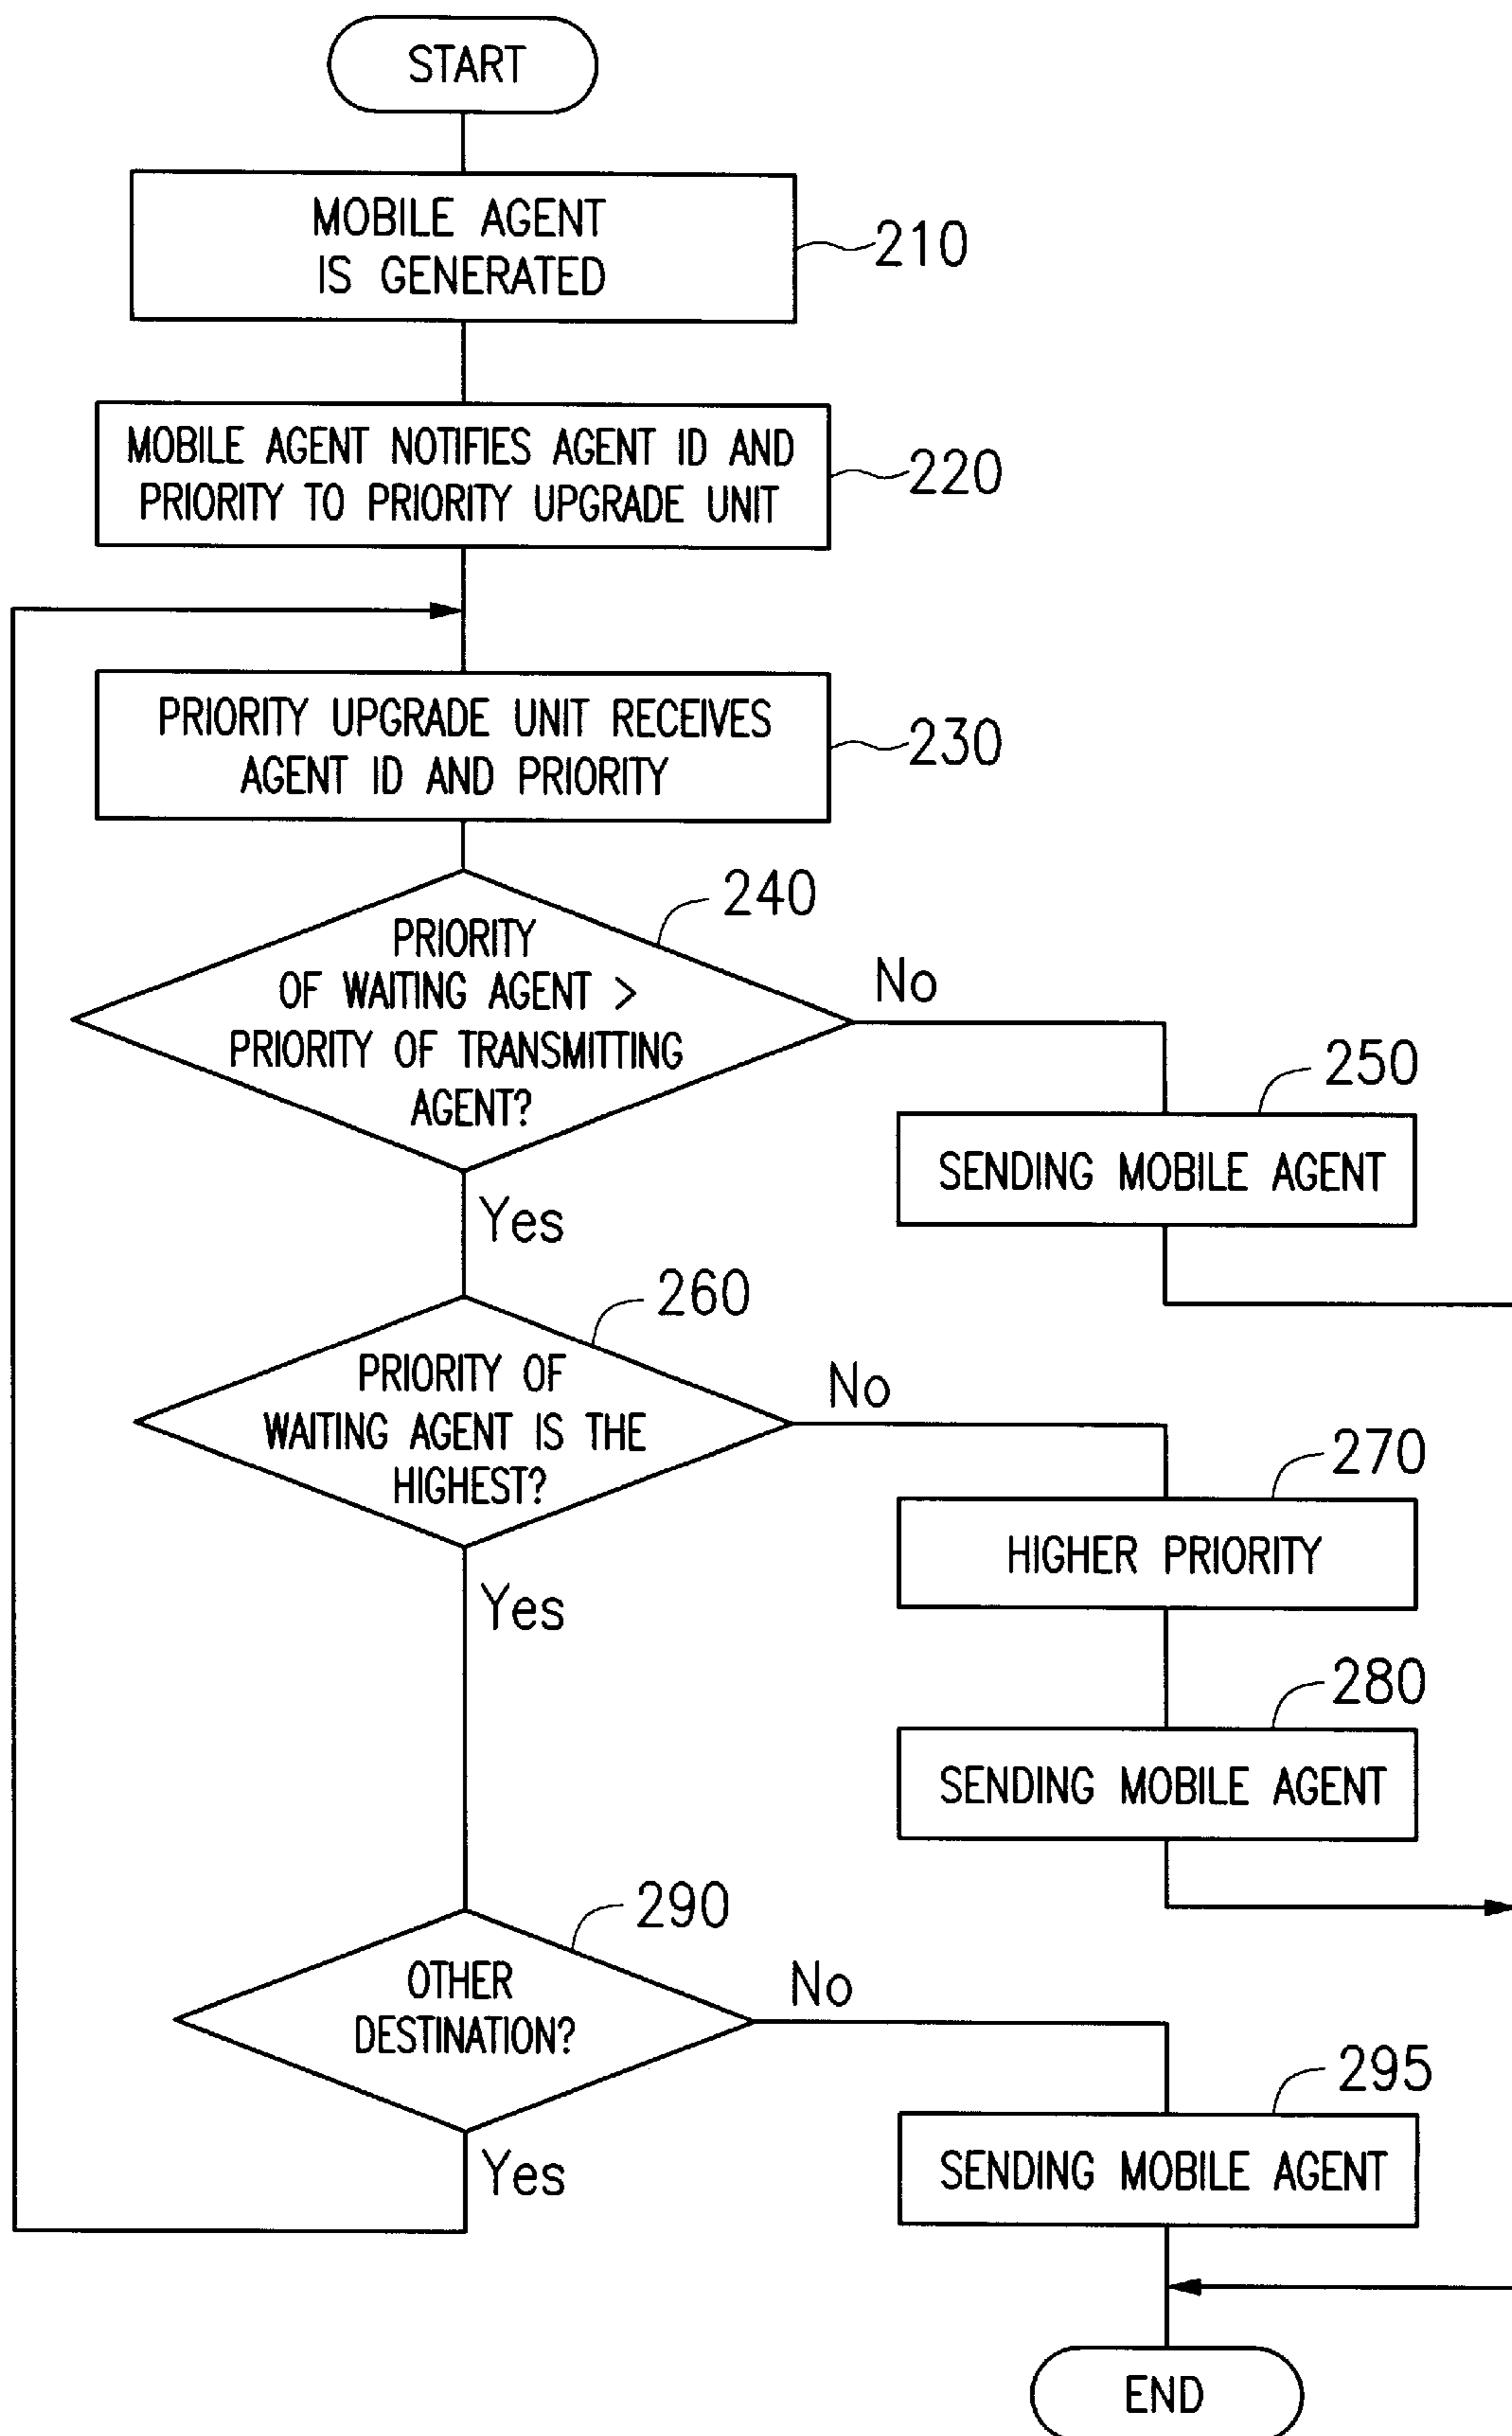 START
MOBILE AGENT
IS GENERATED
210
MOBILE AGENT NOTIFIES AGENT ID AND
PRIORITY TO PRIORITY UPGRADE UNIT
220
PRIORITY UPGRADE UNIT RECEIVES
AGENT ID AND PRIORITY
230
240
PRIORITY
OF WAITING AGENT >
PRIORITY OF TRANSMITTING
AGENT?
No
Yes
250
SENDING MOBILE AGENT
260
PRIORITY OF
WAITING AGENT IS THE
HIGHEST?
No
Yes
270
HIGHER PRIORITY
280
SENDING MOBILE AGENT
290
OTHER
DESTINATION?
No
Yes
295
SENDING MOBILE AGENT
END